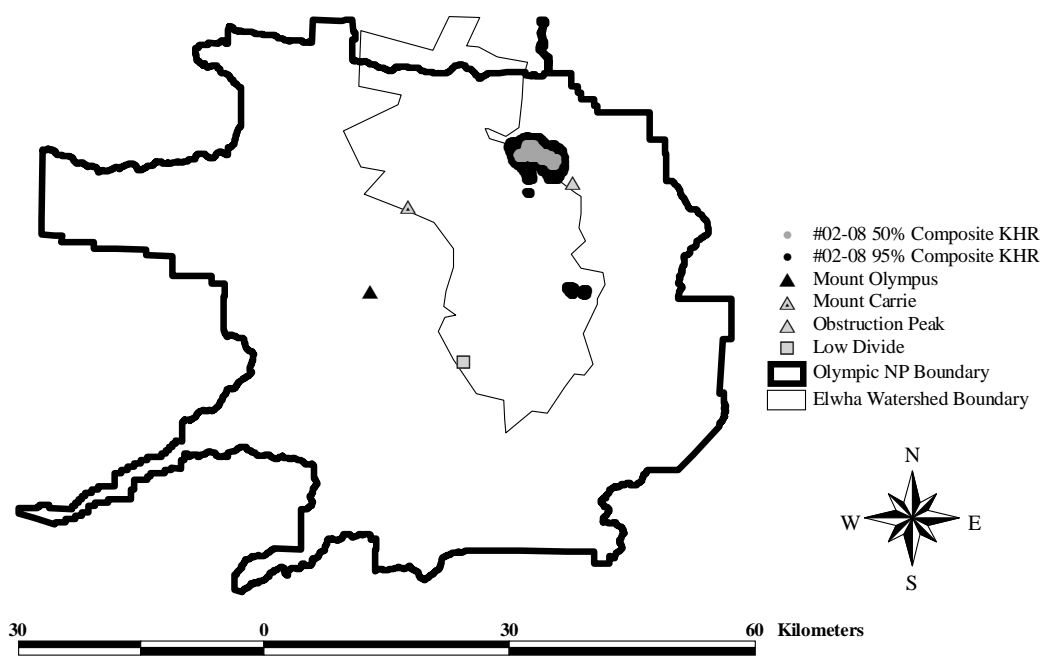 #02-08 50% Composite KHR
#02-08 95% Composite KHR
Mount Olympus
Mount Carrie
Obstruction Peak
Low Divide
Olympic NP Boundary
Elwha Watershed Boundary
N
W E
S
30 0 30 60 Kilometers